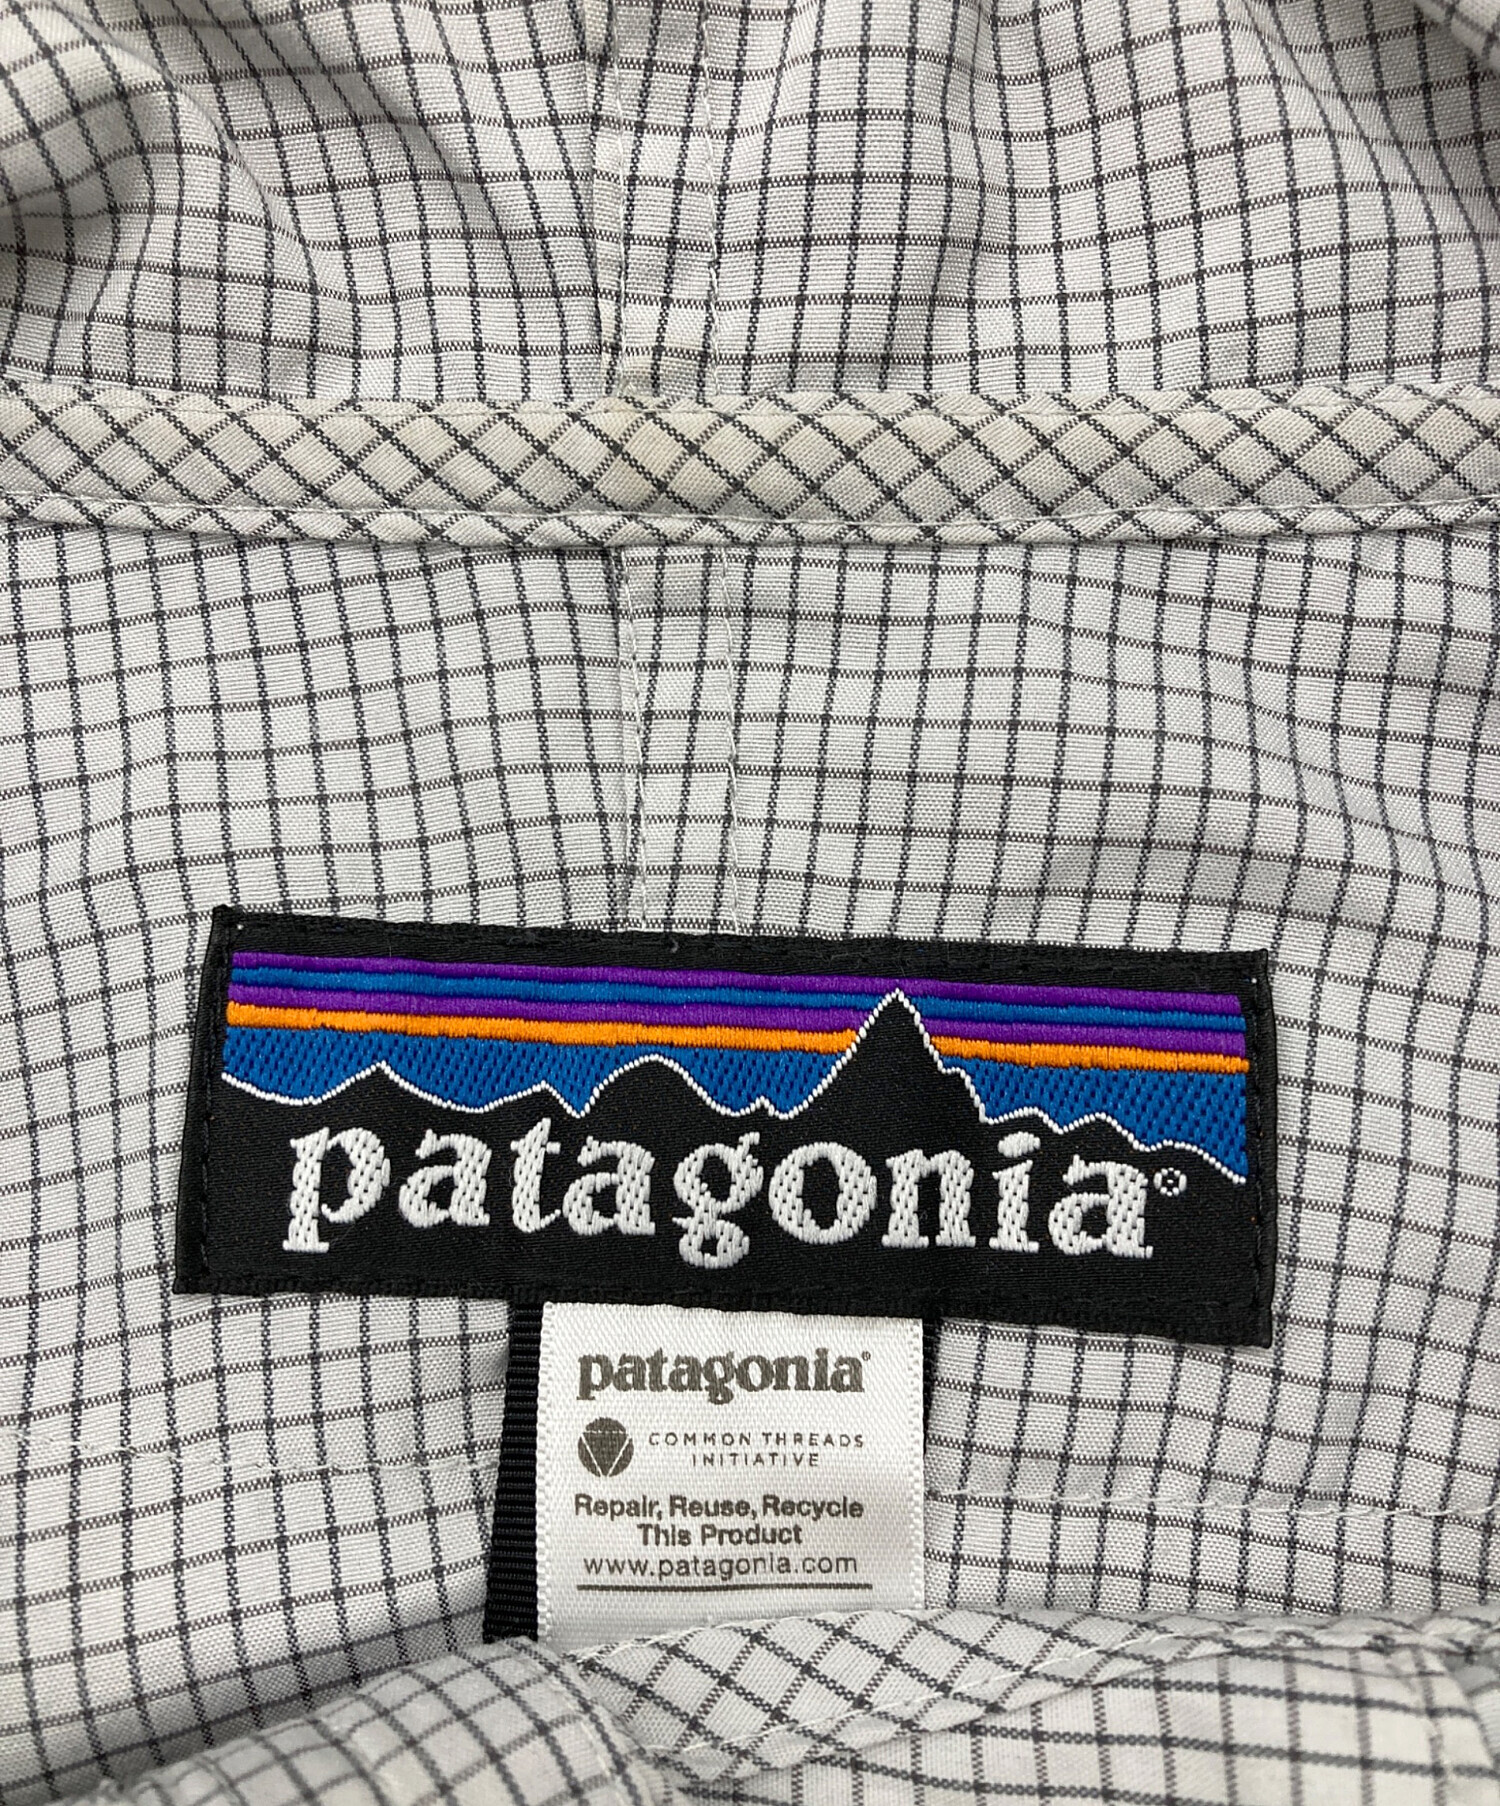 patagonia®
patagonia®
COMMON THREADS
INITIATIVE
Repair, Reuse, Recycle
This Product
www.patagonia.com